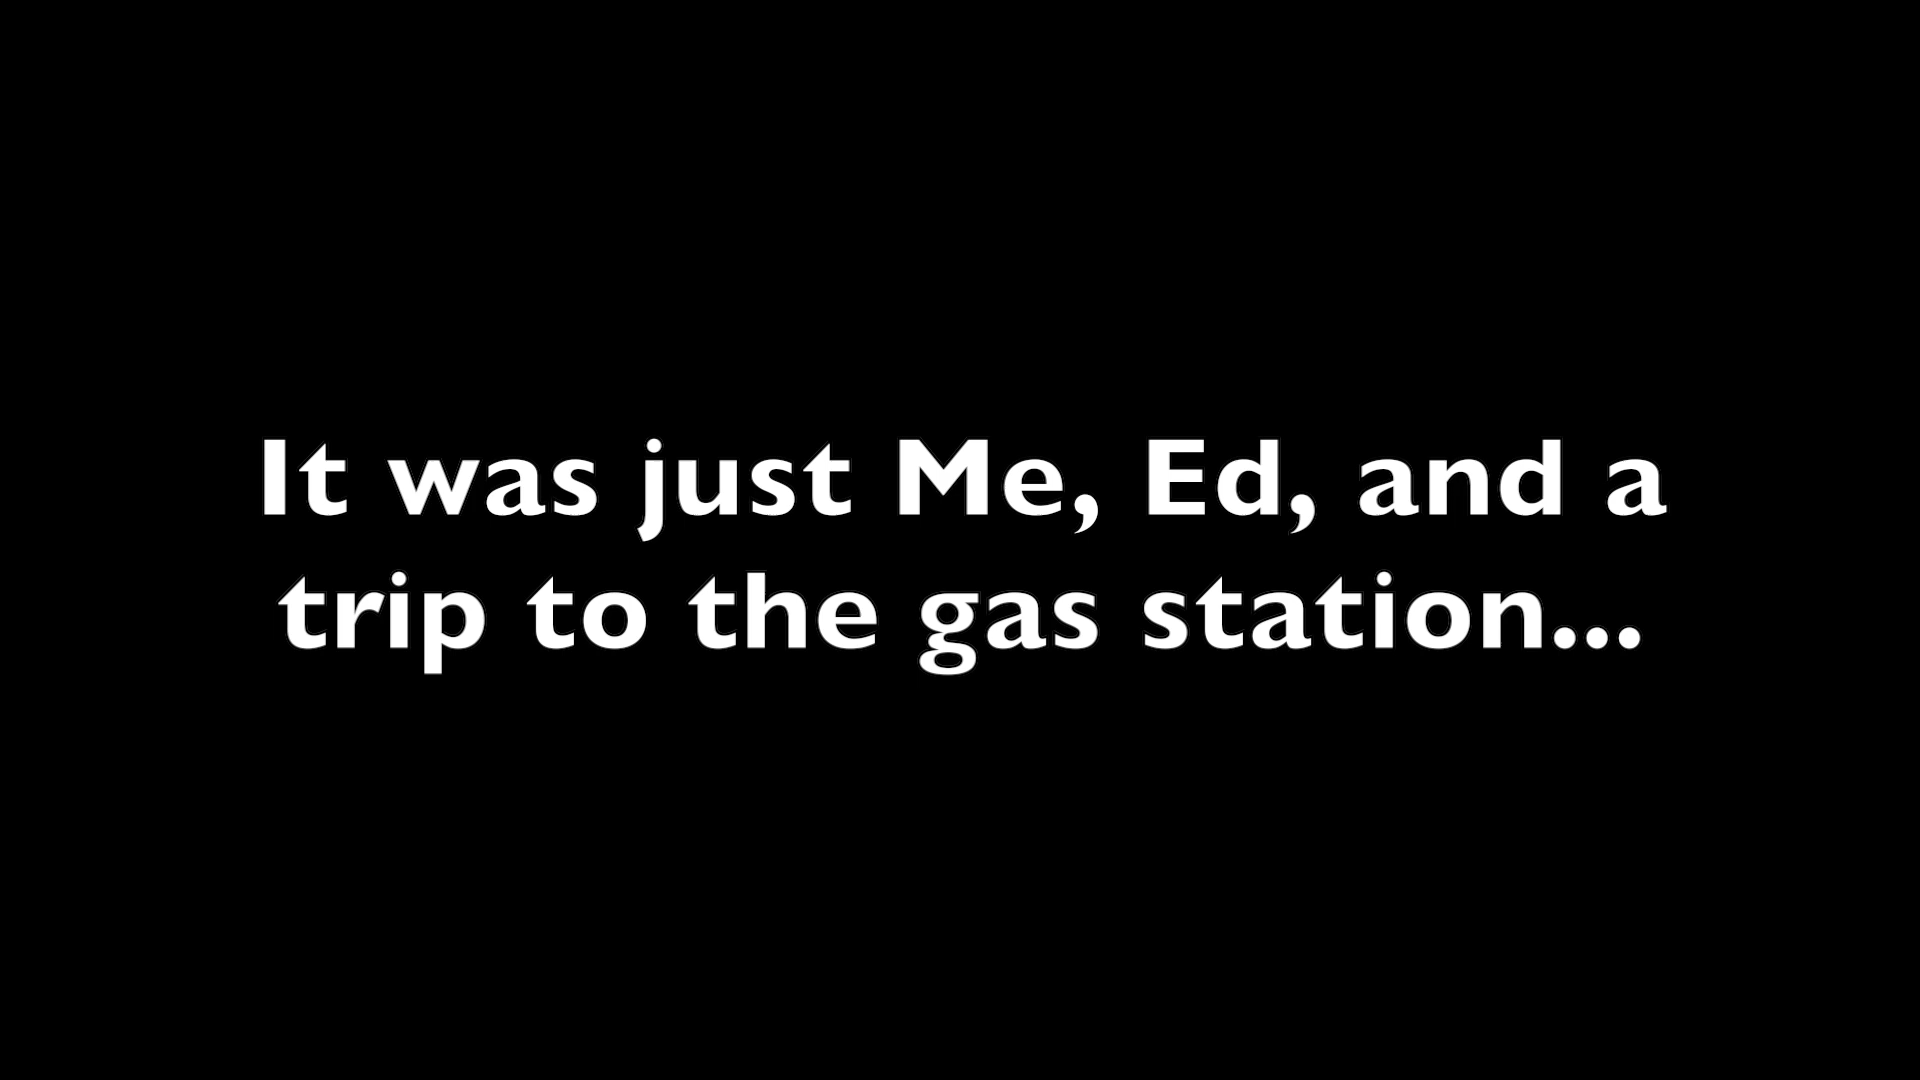 It was just Me, Ed, and a
trip to the gas station...